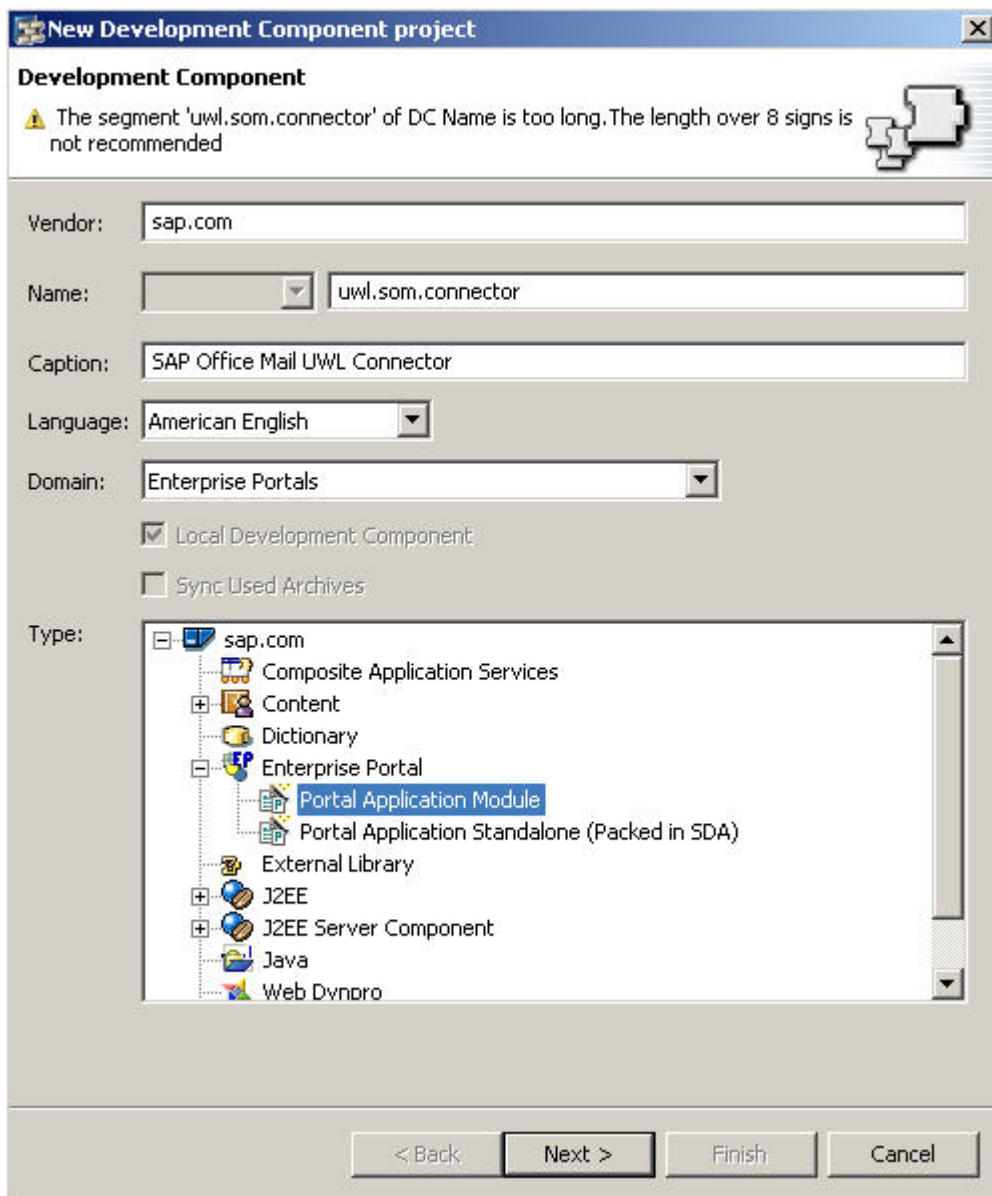 New Development Component project
Development Component
The segment 'uwl.som.connector' of DC Name is too long.The length over 8 signs is
not recommended
Vendor: sap.com
Name: uwl.som.connector
Caption: SAP Office Mail UWL Connector
Language: American English
Domain: Enterprise Portals
Local Development Component
Sync Used Archives
Type: sap.com
Composite Application Services
Content
Dictionary
Enterprise Portal
Portal Application Module
Portal Application Standalone (Packed in SDA)
External Library
J2EE
J2EE Server Component
Java
Web Dynpro
< Back Next > Finish Cancel